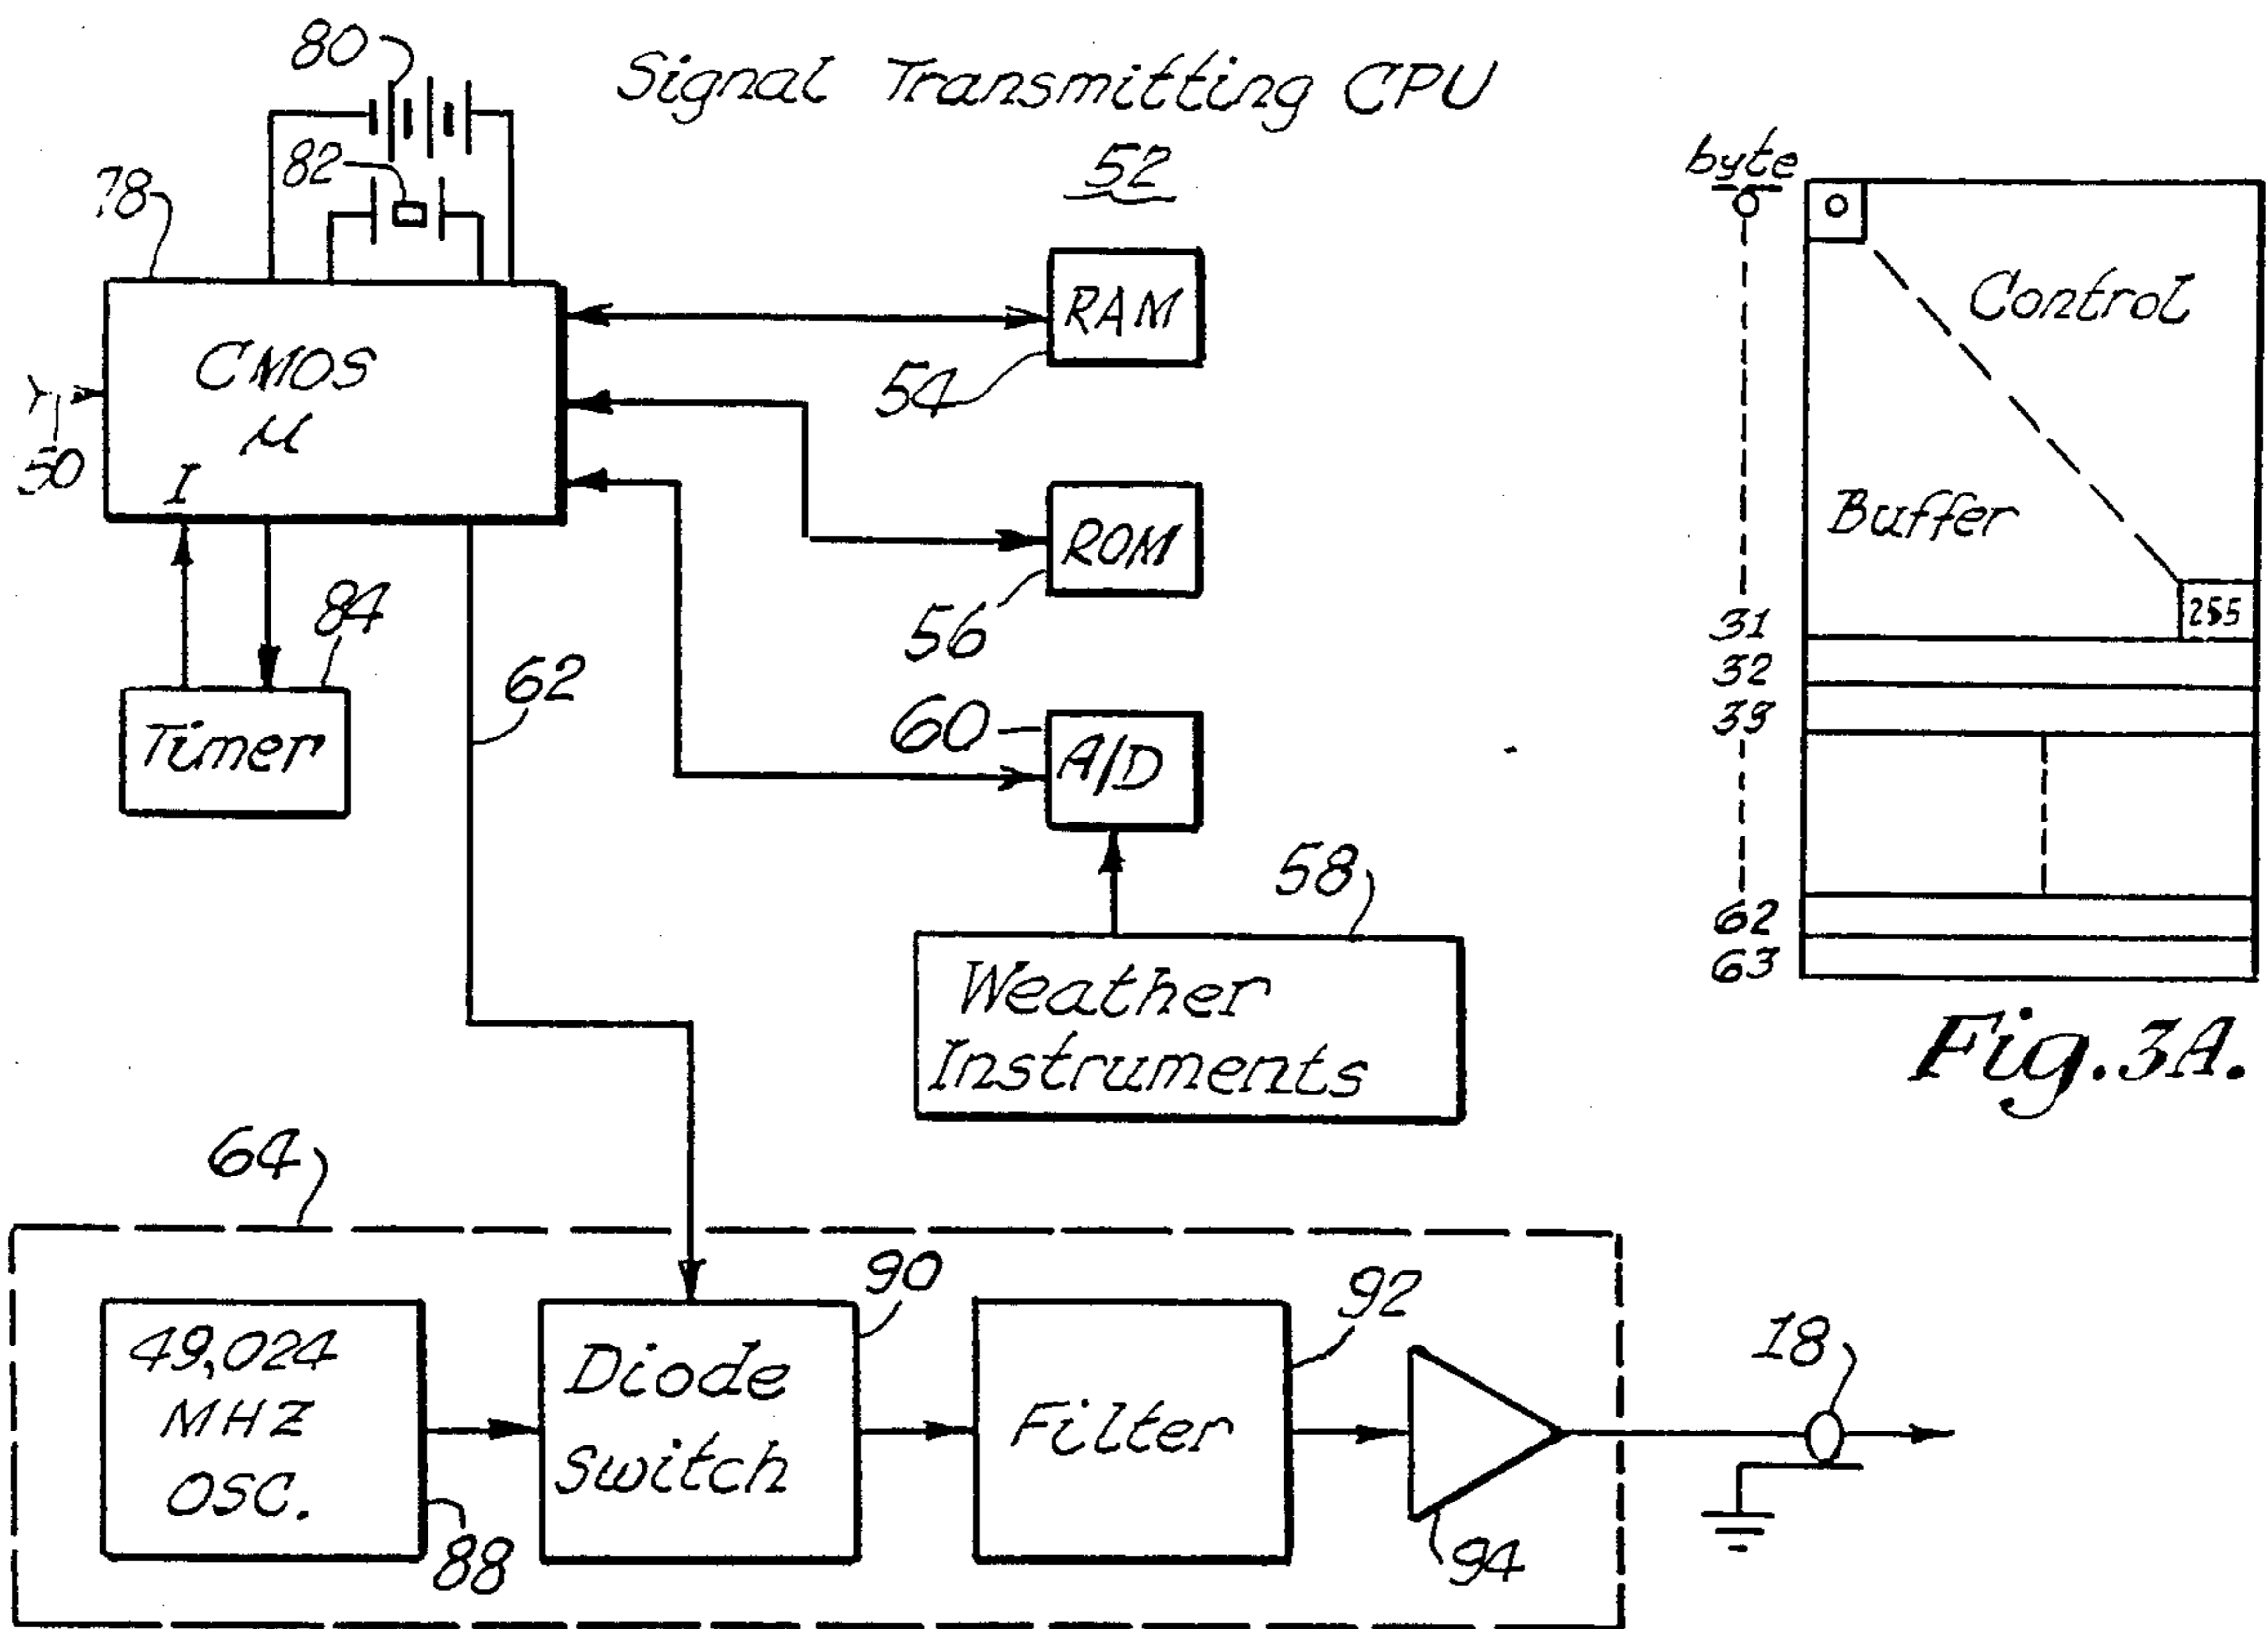 80
Signal Transmitting CPU
52
82
78
CMOS
µ
I
50
RAM
54
ROM
56
84
Timer
62
60
A/D
58
Weather
Instruments
byte
0
0
Control
Buffer
255
31
32
33
62
63
Fig. 3A.
64
49,024
MHZ
OSC.
88
Diode
Switch
90
Filter
92
94
18